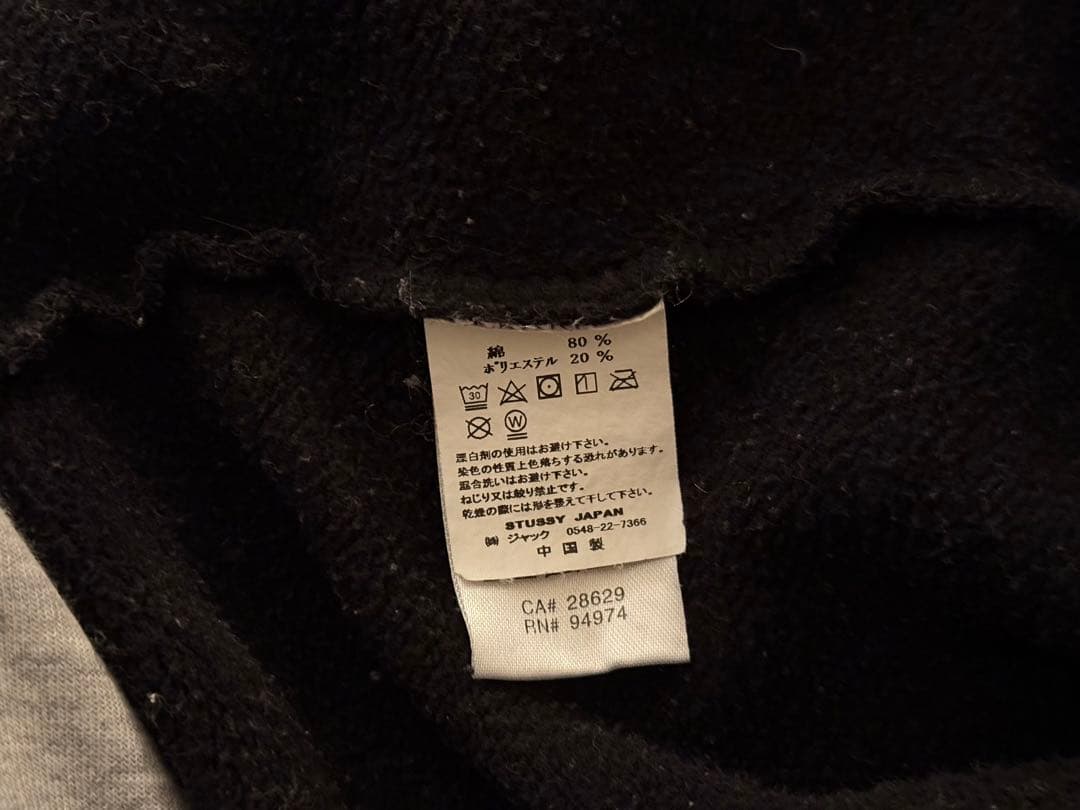 綿 80 %
ポリエステル 20 %
30
W
漂白剤の使用はお避け下さい。
染色の性質上色落ちする恐れがあります。
混合洗いはお避け下さい。
ねじり又は絞り禁止です。
乾燥の際には形を整えて干して下さい。
STUSSY JAPAN
㈱ ジャック 0548-22-7366
中国製
CA# 28629
RN# 94974